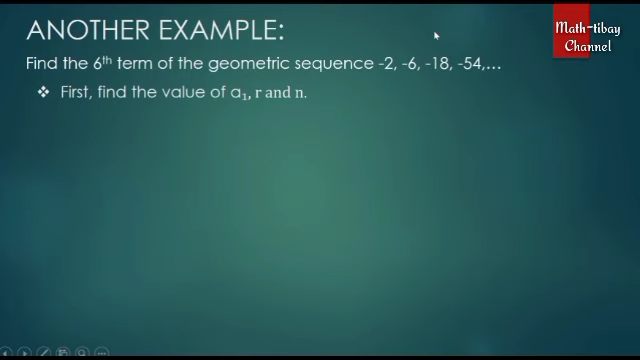 ANOTHER EXAMPLE:
Math-tibay
Channel
Find the 6th term of the geometric sequence -2, -6, -18, -54,…
❖ First, find the value of a₁, r and n.